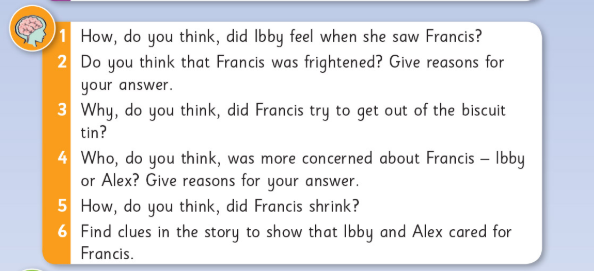 1 How, do you think, did Ibby feel when she saw Francis?
2 Do you think that Francis was frightened? Give reasons for
your answer.
3 Why, do you think, did Francis try to get out of the biscuit
tin?
4 Who, do you think, was more concerned about Francis – Ibby
or Alex? Give reasons for your answer.
5 How, do you think, did Francis shrink?
6 Find clues in the story to show that Ibby and Alex cared for
Francis.